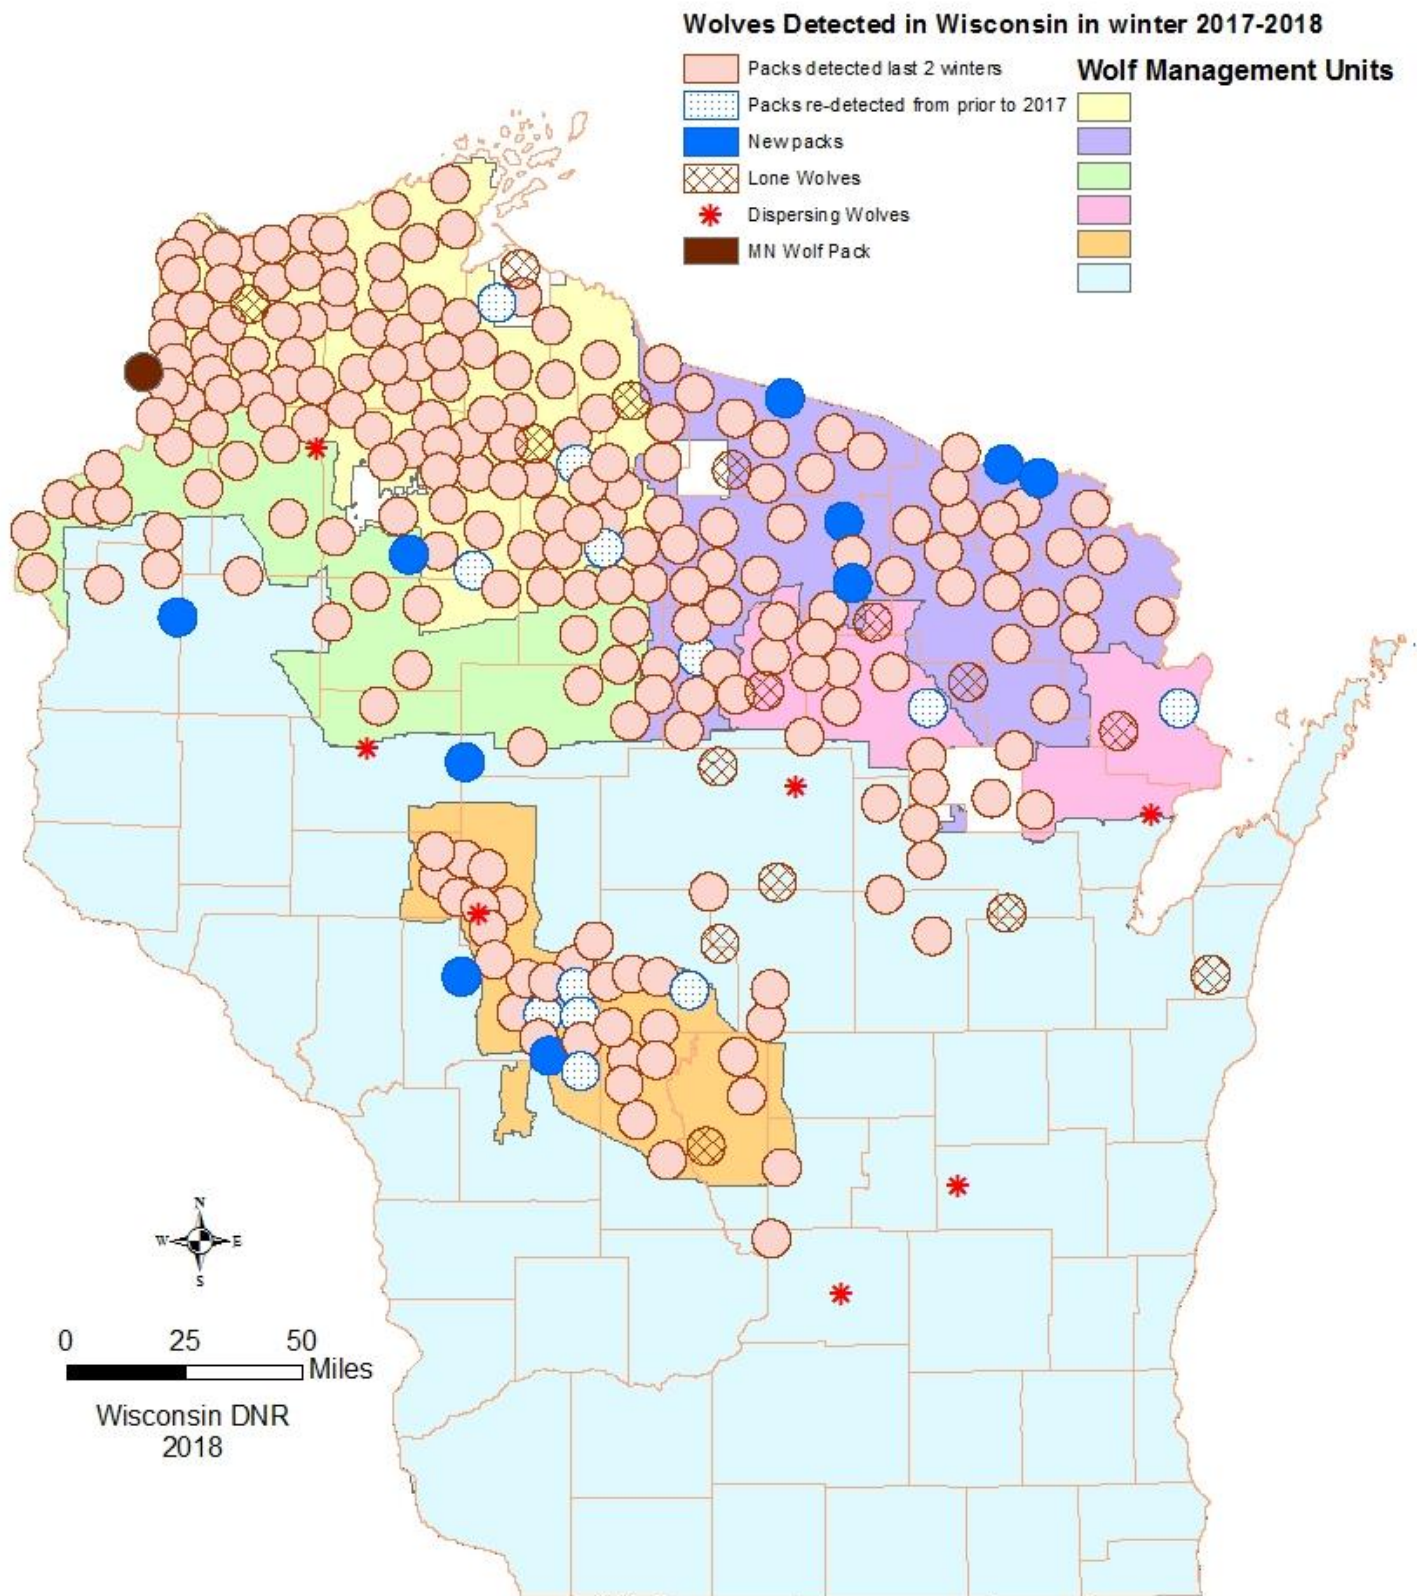 Wolves Detected in Wisconsin in winter 2017-2018
Packs detected last 2 winters
Packs re-detected from prior to 2017
New packs
Lone Wolves
Dispersing Wolves
MN Wolf Pack
Wolf Management Units
N
W E
S
0 25 50
Miles
Wisconsin DNR
2018